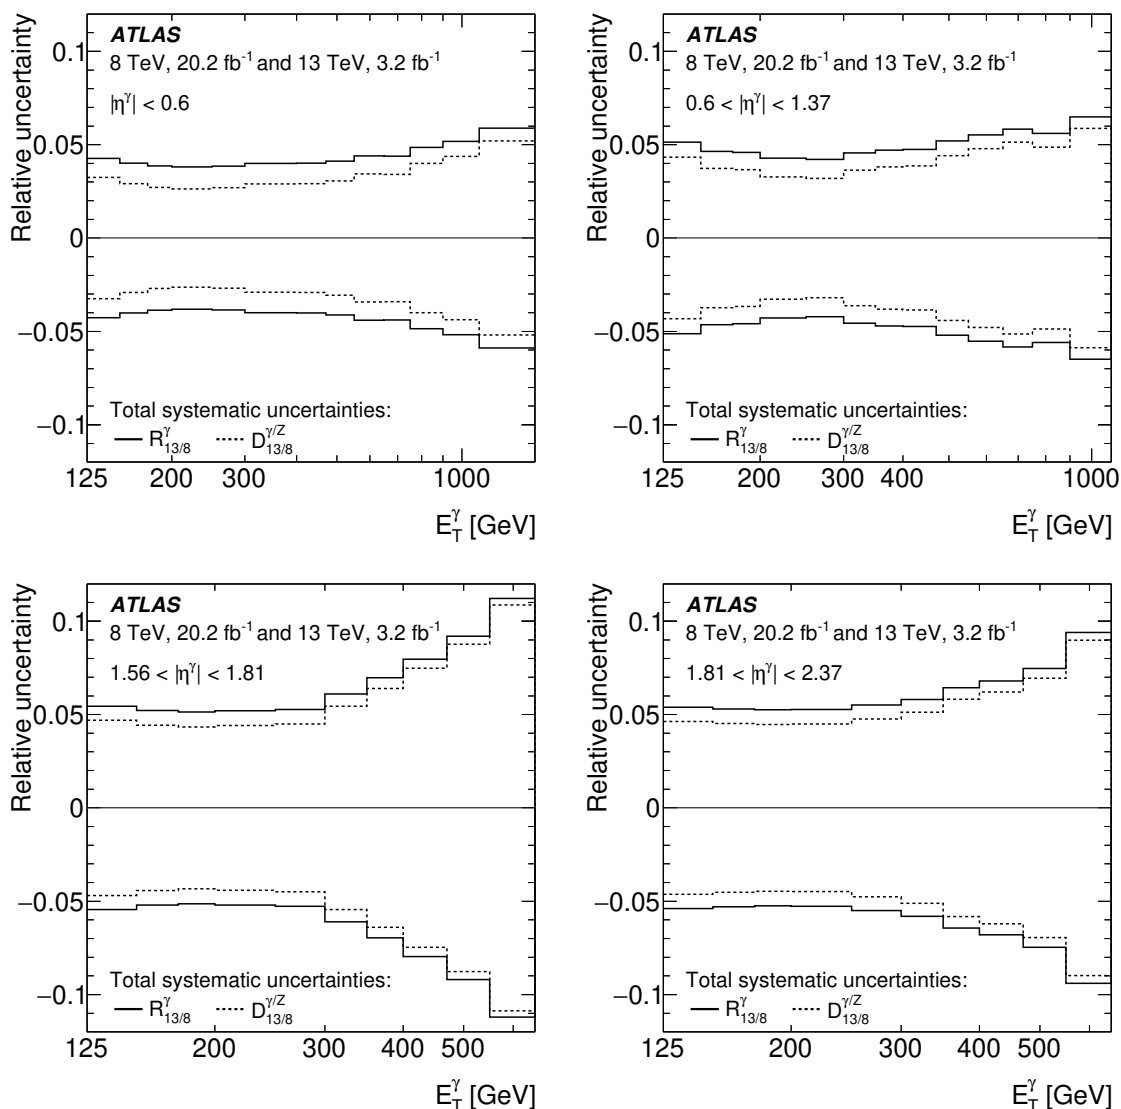 Relative uncertainty
0.1
0.05
0
−0.05
−0.1
ATLAS
8 TeV, 20.2 fb⁻¹ and 13 TeV, 3.2 fb⁻¹
|η^γ| < 0.6
Total systematic uncertainties:
R^γ_13/8 D^γ/Z_13/8
125 200 300 1000
E_T^γ [GeV]
Relative uncertainty
0.1
0.05
0
−0.05
−0.1
ATLAS
8 TeV, 20.2 fb⁻¹ and 13 TeV, 3.2 fb⁻¹
0.6 < |η^γ| < 1.37
Total systematic uncertainties:
R^γ_13/8 D^γ/Z_13/8
125 200 300 400 1000
E_T^γ [GeV]
Relative uncertainty
0.1
0.05
0
−0.05
−0.1
ATLAS
8 TeV, 20.2 fb⁻¹ and 13 TeV, 3.2 fb⁻¹
1.56 < |η^γ| < 1.81
Total systematic uncertainties:
R^γ_13/8 D^γ/Z_13/8
125 200 300 400 500
E_T^γ [GeV]
Relative uncertainty
0.1
0.05
0
−0.05
−0.1
ATLAS
8 TeV, 20.2 fb⁻¹ and 13 TeV, 3.2 fb⁻¹
1.81 < |η^γ| < 2.37
Total systematic uncertainties:
R^γ_13/8 D^γ/Z_13/8
125 200 300 400 500
E_T^γ [GeV]